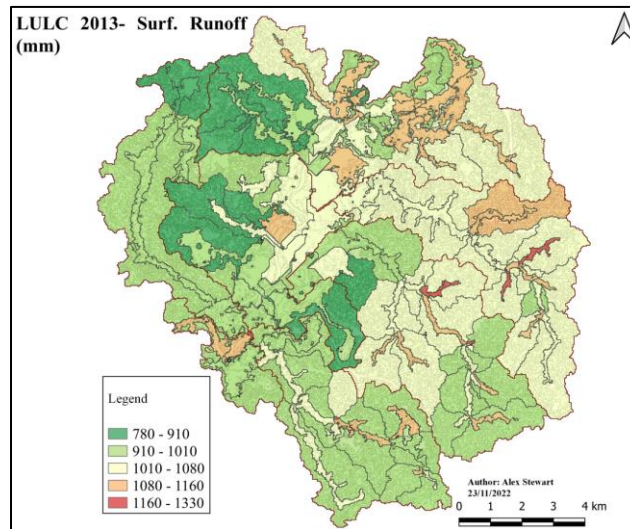 LULC 2013- Surf. Runoff
(mm)
Legend
780 - 910
910 - 1010
1010 - 1080
1080 - 1160
1160 - 1330
Author: Alex Stewart
23/11/2022
0 1 2 3 4 km